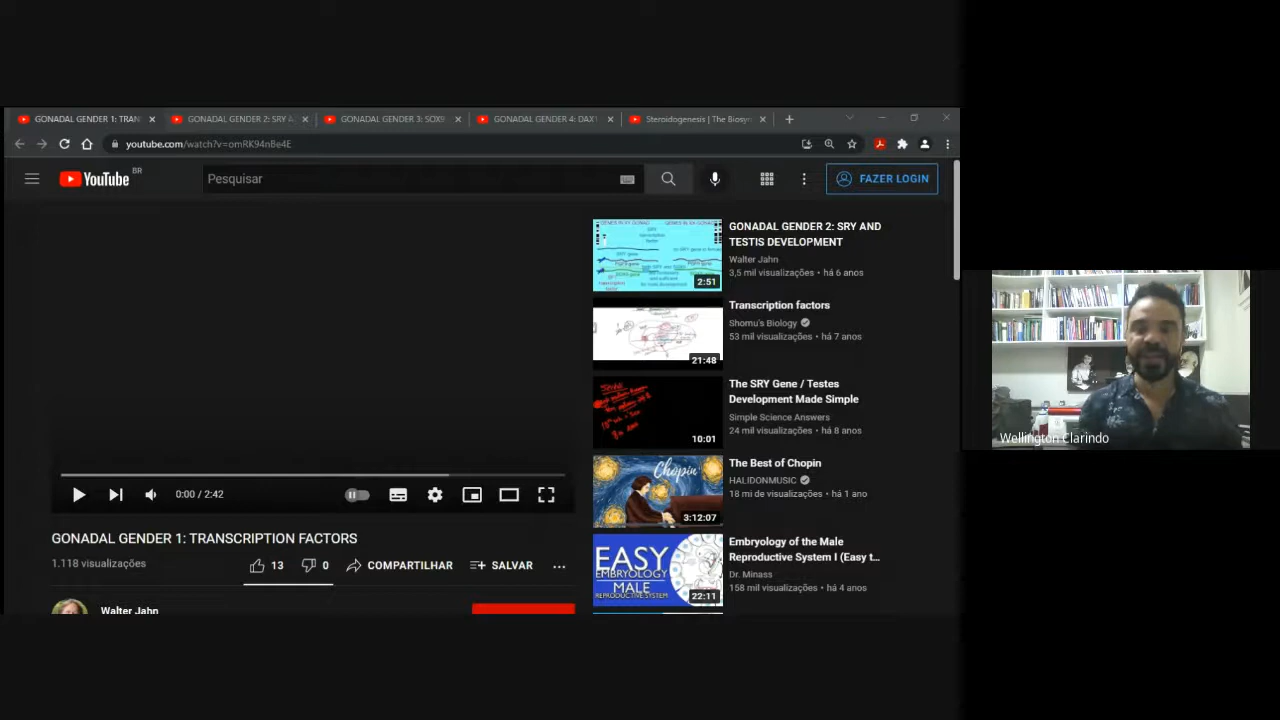 GONADAL GENDER 1: TRAN
GONADAL GENDER 2: SRY A
GONADAL GENDER 3: SOX9
GONADAL GENDER 4: DAX1
Steroidogenesis | The Biosyn
youtube.com/watch?v=omRK94nBe4E
YouTube BR
Pesquisar
FAZER LOGIN
0:00 / 2:42
GONADAL GENDER 1: TRANSCRIPTION FACTORS
1.118 visualizações
13
0
COMPARTILHAR
SALVAR
Walter Jahn
2:51
GONADAL GENDER 2: SRY AND
TESTIS DEVELOPMENT
Walter Jahn
3,5 mil visualizações • há 6 anos
21:48
Transcription factors
Shomu's Biology
53 mil visualizações • há 7 anos
10:01
The SRY Gene / Testes
Development Made Simple
Simple Science Answers
24 mil visualizações • há 8 anos
Chopin
3:12:07
The Best of Chopin
HALIDONMUSIC
18 mi de visualizações • há 1 ano
EASY
EMBRYOLOGY
MALE
REPRODUCTIVE SYSTEM
22:11
Embryology of the Male
Reproductive System I (Easy t...
Dr. Minass
158 mil visualizações • há 4 anos
Wellington Clarindo